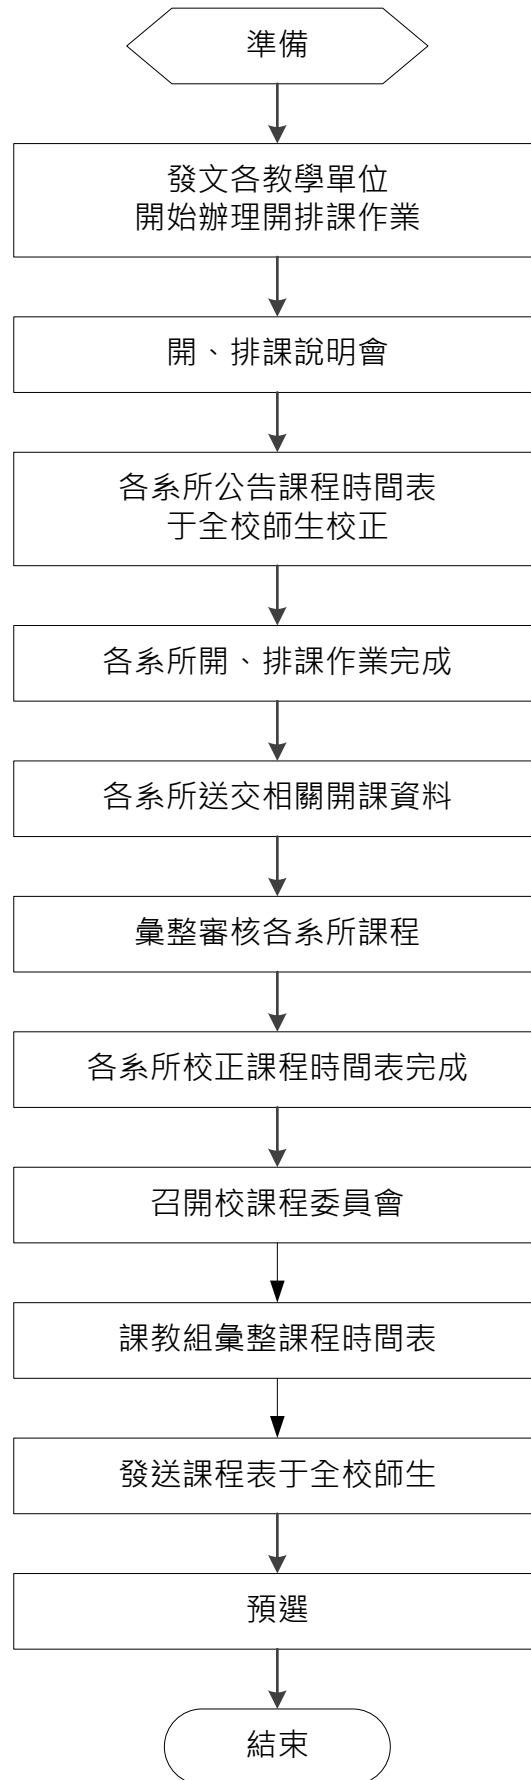 準備
發文各教學單位
開始辦理開排課作業
開、排課說明會
各系所公告課程時間表
于全校師生校正
各系所開、排課作業完成
各系所送交相關開課資料
彙整審核各系所課程
各系所校正課程時間表完成
召開校課程委員會
課教組彙整課程時間表
發送課程表于全校師生
預選
結束